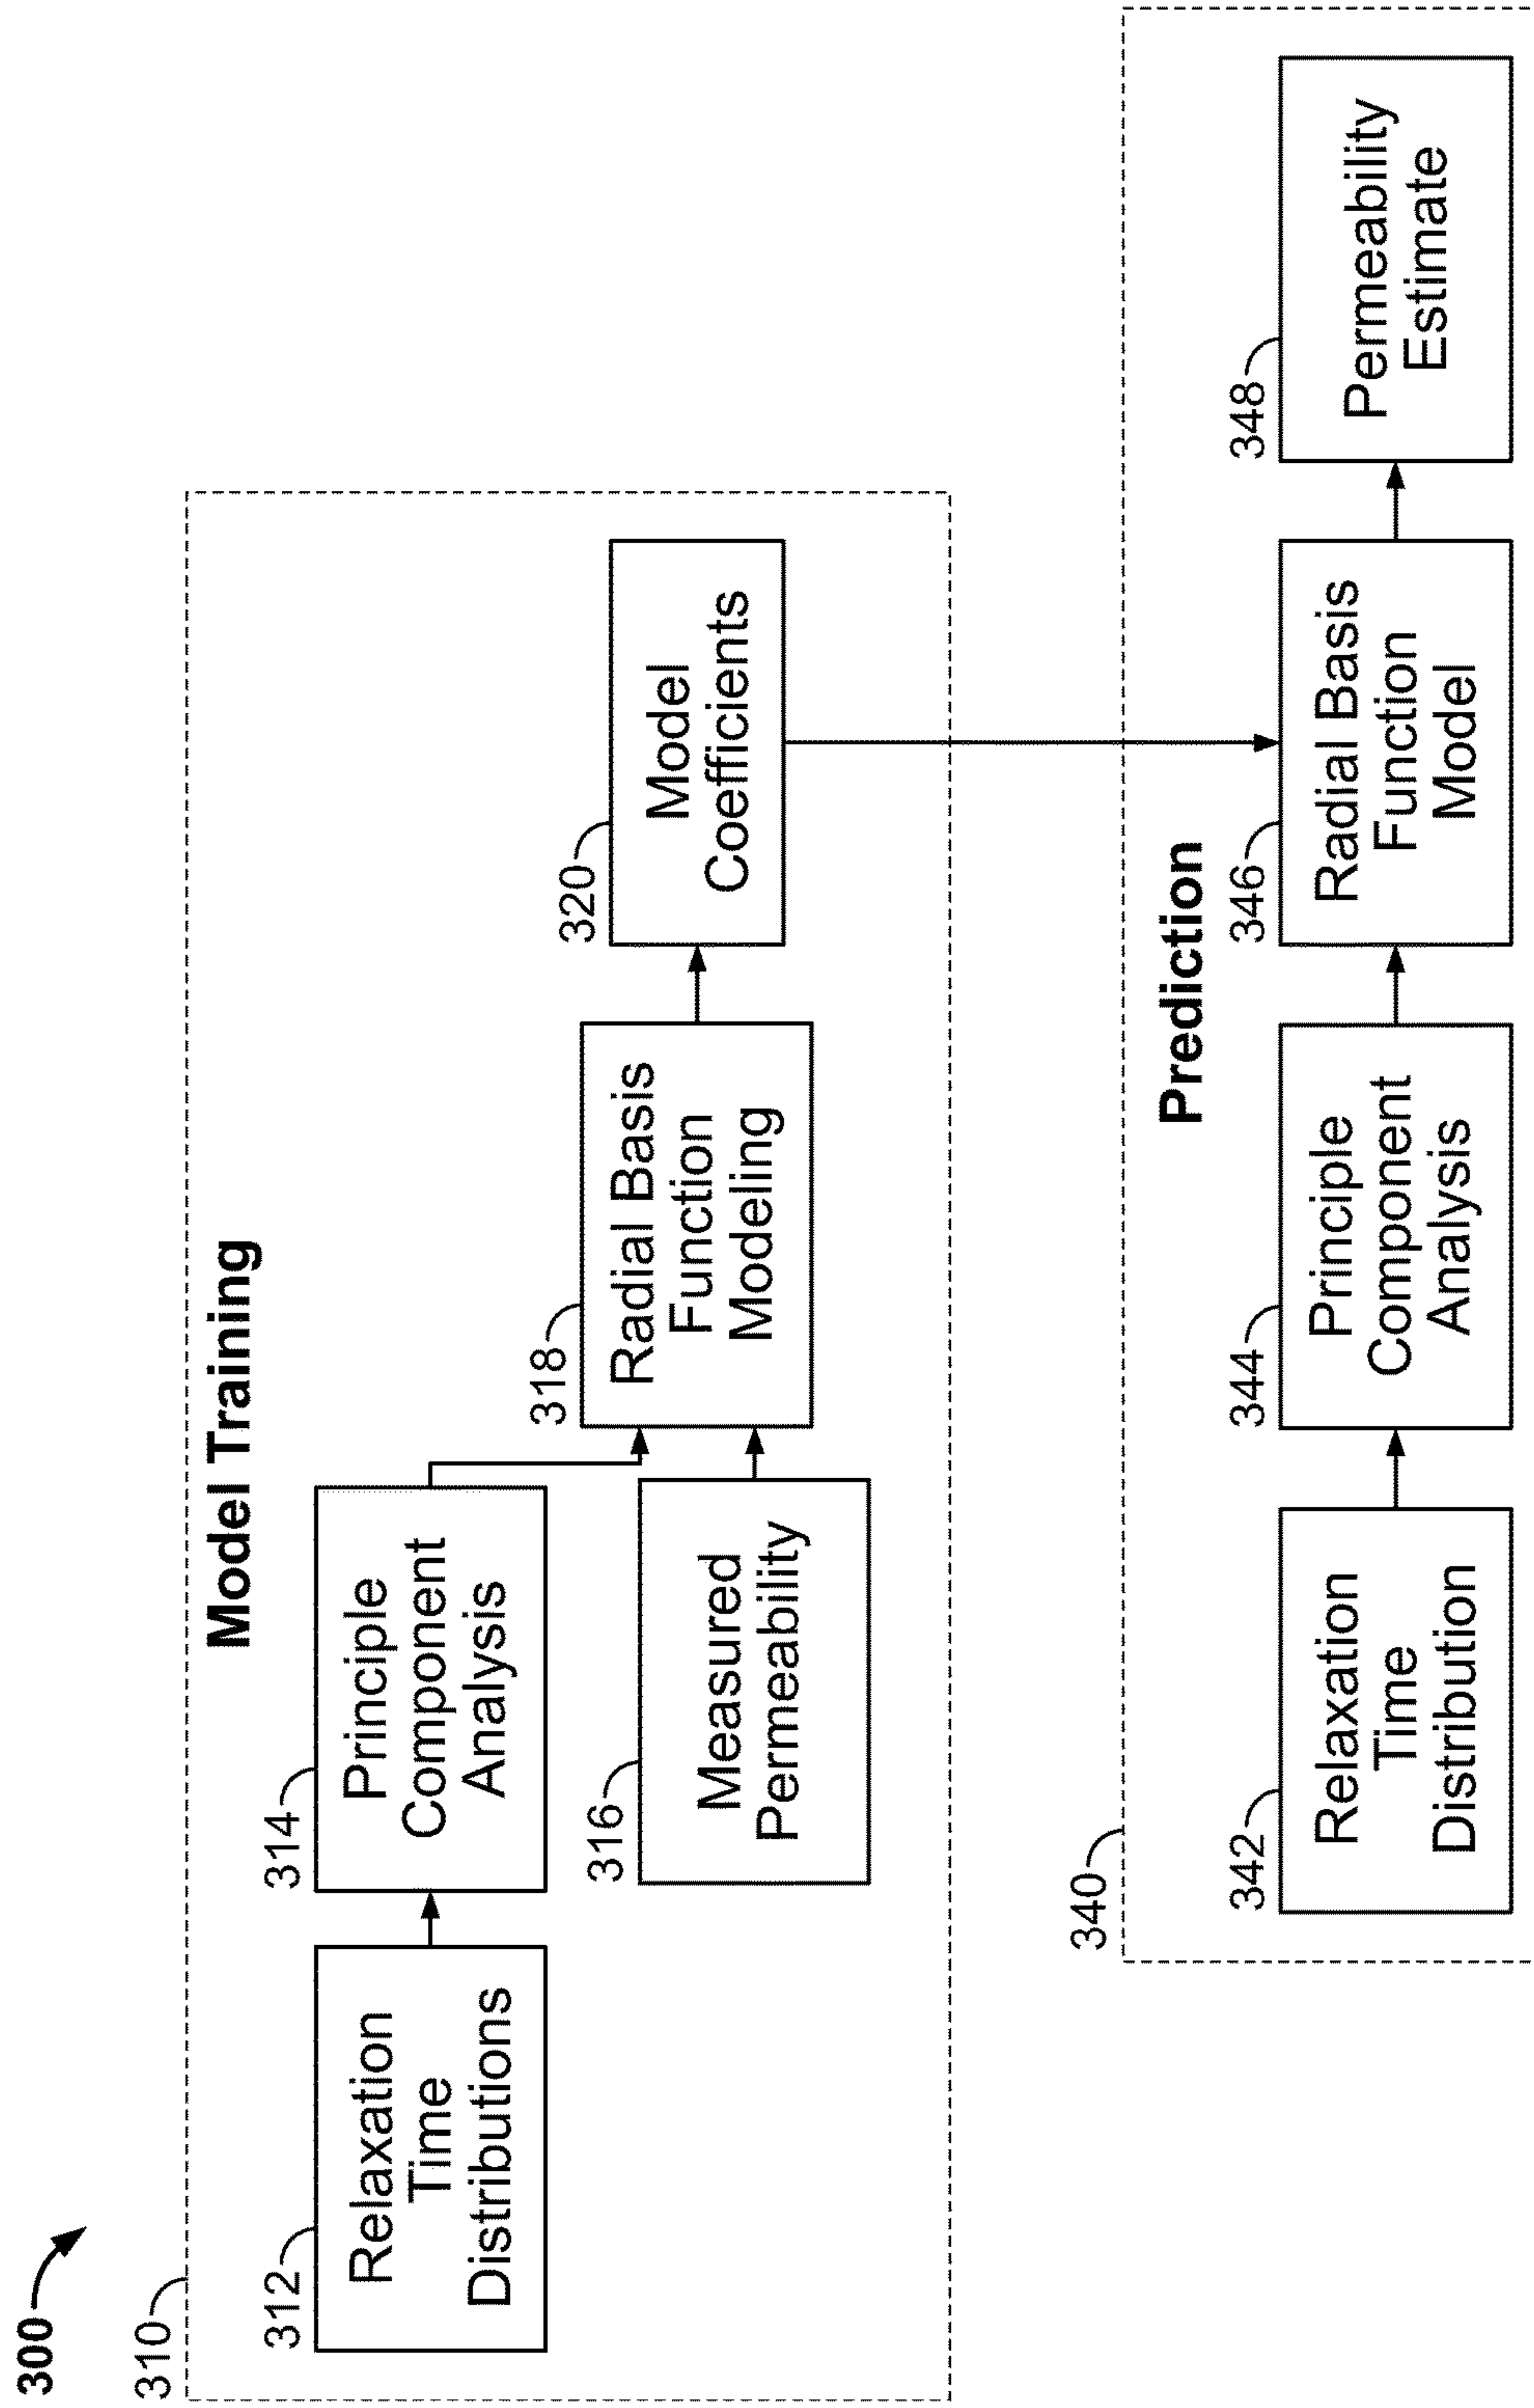 300
310
Model Training
312
Relaxation
Time
Distributions
314
Principle
Component
Analysis
316
Measured
Permeability
318
Radial Basis
Function
Modeling
320
Model
Coefficients
340
Prediction
342
Relaxation
Time
Distribution
344
Principle
Component
Analysis
346
Radial Basis
Function
Model
348
Permeability
Estimate